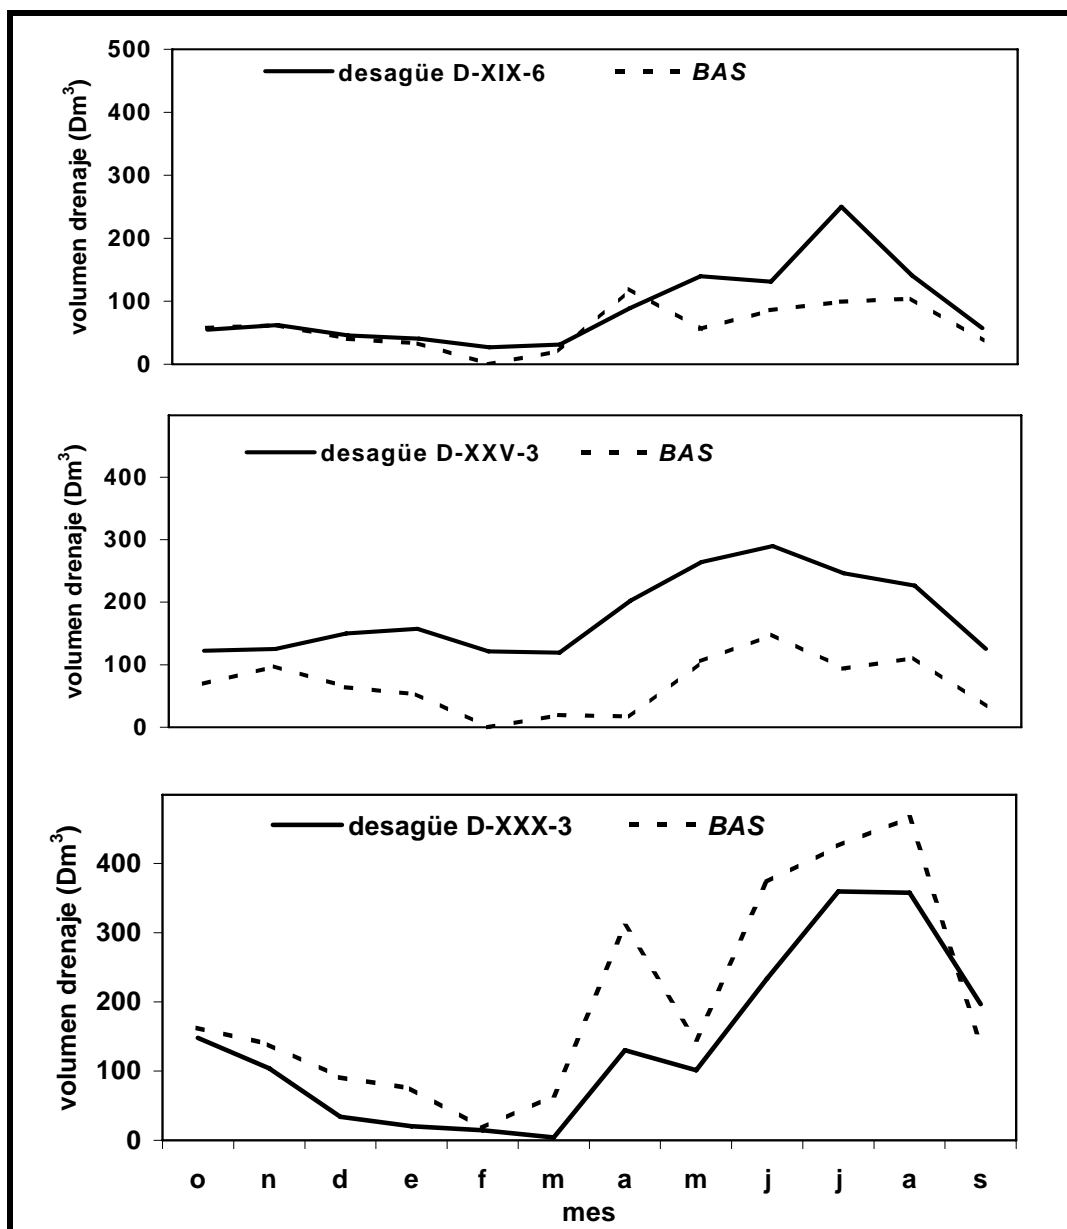 500
desagüe D-XIX-6 BAS
400
300
200
100
0
volumen drenaje (Dm³)
desagüe D-XXV-3 BAS
400
300
200
100
0
volumen drenaje (Dm³)
desagüe D-XXX-3 BAS
400
300
200
100
0
volumen drenaje (Dm³)
o n d e f m a m j j a s
mes